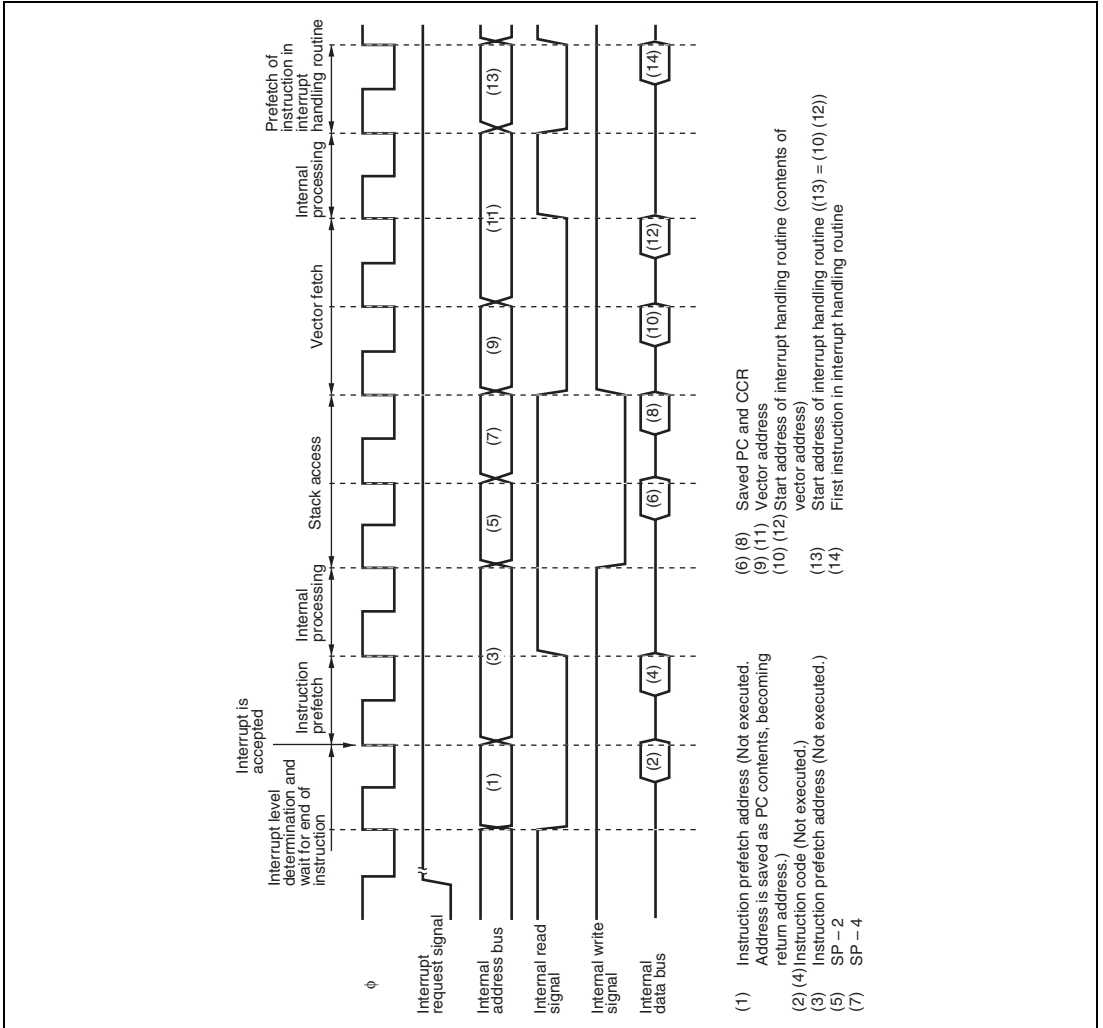 Interrupt level
determination and
wait for end of
instruction
Interrupt is
accepted
Instruction
prefetch
Internal
processing
Stack access
Vector fetch
Internal
processing
Prefetch of
instruction in
interrupt
handling routine
φ
Interrupt
request signal
Internal
address bus
(1)
(3)
(5)
(7)
(9)
(11)
(13)
Internal read
signal
Internal write
signal
Internal
data bus
(2)
(4)
(6)
(8)
(10)
(12)
(14)
(1) Instruction prefetch address (Not executed.
Address is saved as PC contents, becoming
return address.)
(2) (4) Instruction code (Not executed.)
(3) Instruction prefetch address (Not executed.)
(5) SP – 2
(7) SP – 4
(6) (8) Saved PC and CCR
(9) (11) Vector address
(10) (12) Start address of interrupt handling routine (contents of
vector address)
(13) Start address of interrupt handling routine ((13) = (10) (12))
(14) First instruction in interrupt handling routine